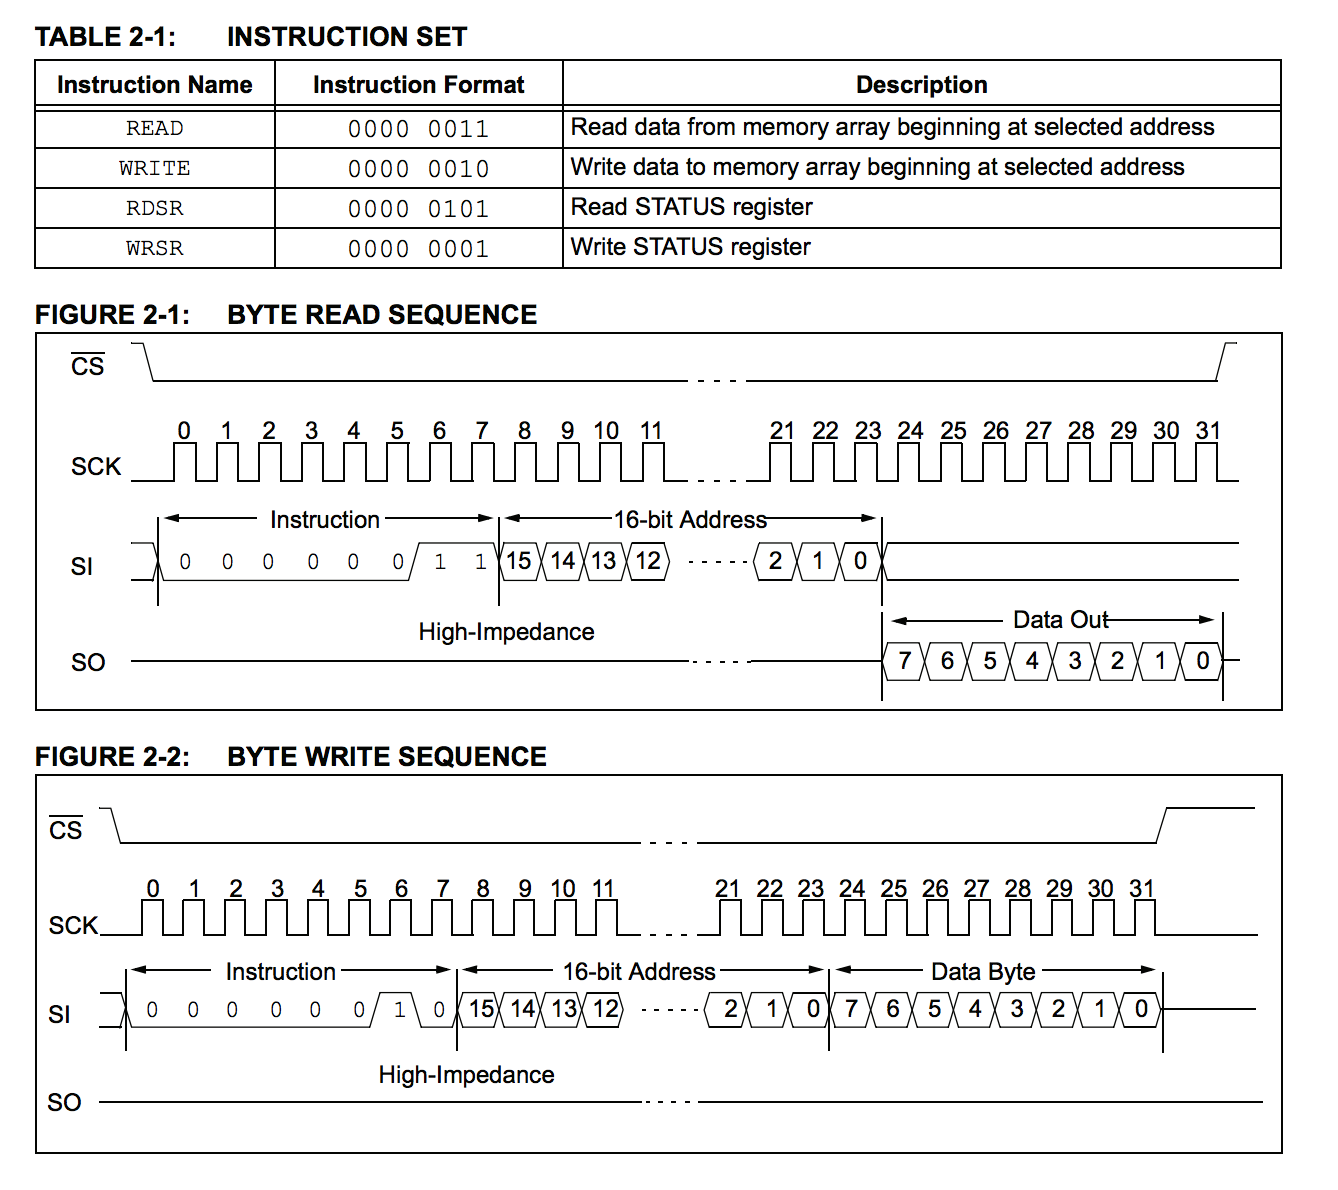 TABLE 2-1: INSTRUCTION SET
Instruction Name Instruction Format Description
READ 0000 0011 Read data from memory array beginning at selected address
WRITE 0000 0010 Write data to memory array beginning at selected address
RDSR 0000 0101 Read STATUS register
WRSR 0000 0001 Write STATUS register
FIGURE 2-1: BYTE READ SEQUENCE
CS
0 1 2 3 4 5 6 7 8 9 10 11 21 22 23 24 25 26 27 28 29 30 31
SCK
Instruction 16-bit Address
SI 0 0 0 0 0 0 1 1 15 14 13 12 2 1 0
Data Out
High-Impedance
SO 7 6 5 4 3 2 1 0
FIGURE 2-2: BYTE WRITE SEQUENCE
CS
0 1 2 3 4 5 6 7 8 9 10 11 21 22 23 24 25 26 27 28 29 30 31
SCK
Instruction 16-bit Address Data Byte
SI 0 0 0 0 0 0 1 0 15 14 13 12 2 1 0 7 6 5 4 3 2 1 0
High-Impedance
SO